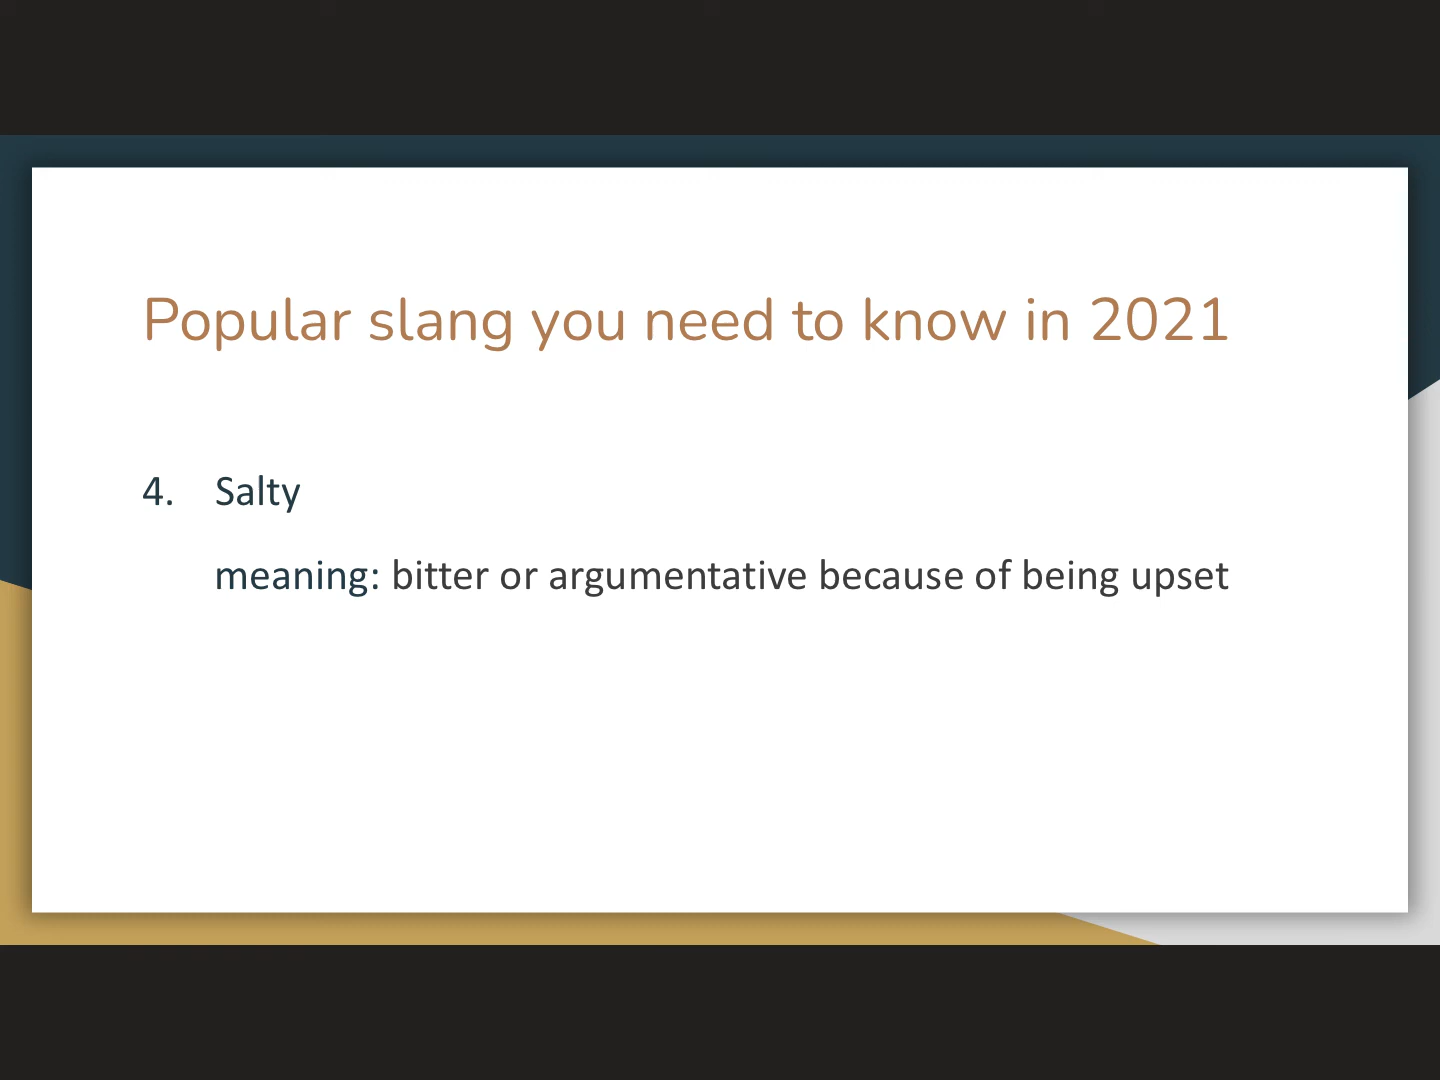 Popular slang you need to know in 2021
4. Salty
meaning: bitter or argumentative because of being upset